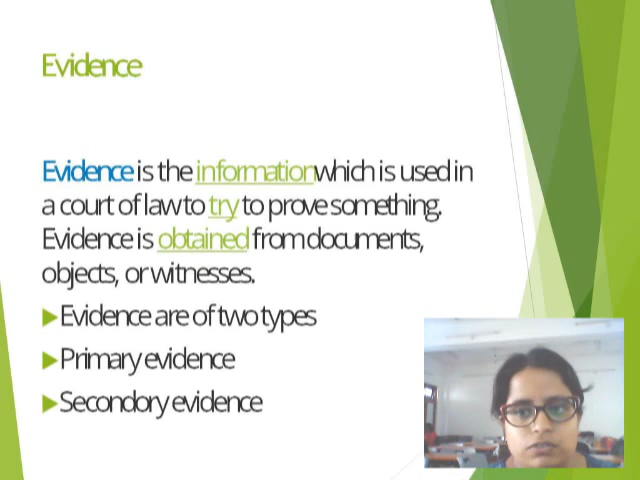 Evidence
Evidence is the information which is used in
a court of law to try to prove something.
Evidence is obtained from documents,
objects, or witnesses.
Evidence are of two types
Primary evidence
Secondory evidence